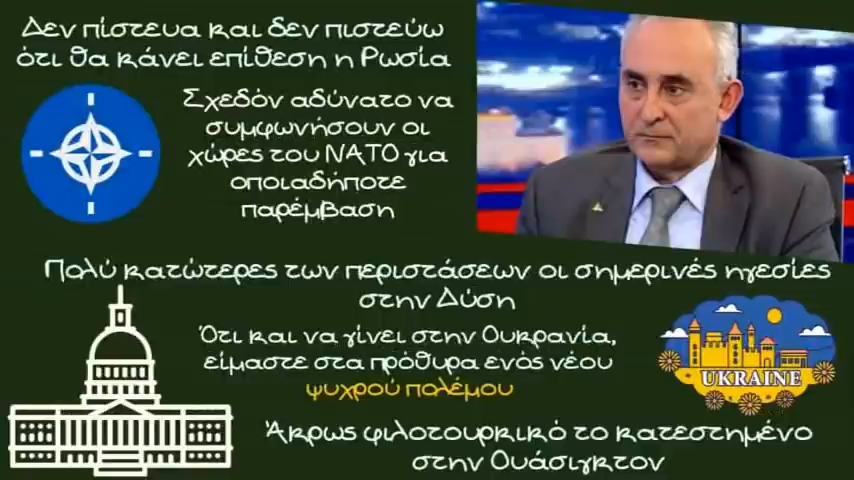 Δεν πίστευα και δεν πιστεύω
ότι θα κάνει επίθεση η Ρωσία
Σχεδόν αδύνατο να
συμφωνήσουν οι
χώρες του ΝΑΤΟ για
οποιαδήποτε
παρέμβαση
Πολύ κατώτερες των περιστάσεων οι σημερινές ηγεσίες
στην Δύση
Ότι και να γίνει στην Ουκρανία,
είμαστε στα πρόθυρα ενός νέου
ψυχρού πολέμου
UKRAINE
Άκρως φιλοτουρκικό το κατεστημένο
στην Ουάσιγκτον